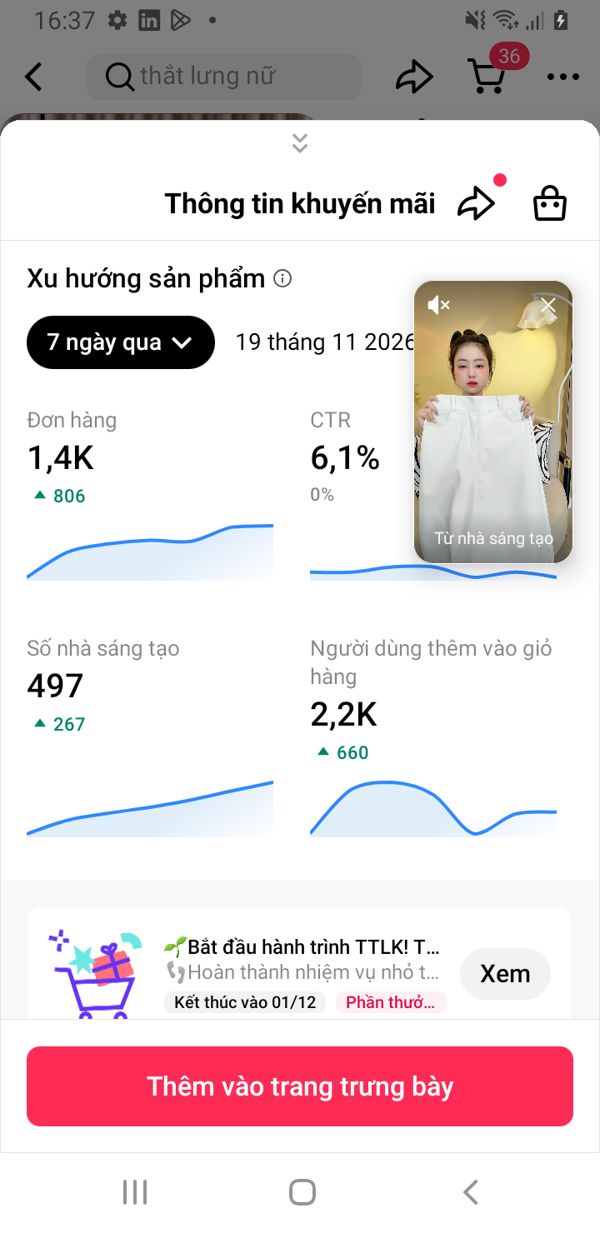 16:37
thắt lưng nữ
36
Thông tin khuyến mãi
Xu hướng sản phẩm
7 ngày qua
19 tháng 11 2026
Đơn hàng
1,4K
806
CTR
6,1%
0%
Từ nhà sáng tạo
Số nhà sáng tạo
497
267
Người dùng thêm vào giỏ
hàng
2,2K
660
🌱Bắt đầu hành trình TTLK! T...
👣Hoàn thành nhiệm vụ nhỏ t...
Kết thúc vào 01/12
Phần thưở...
Xem
Thêm vào trang trưng bày